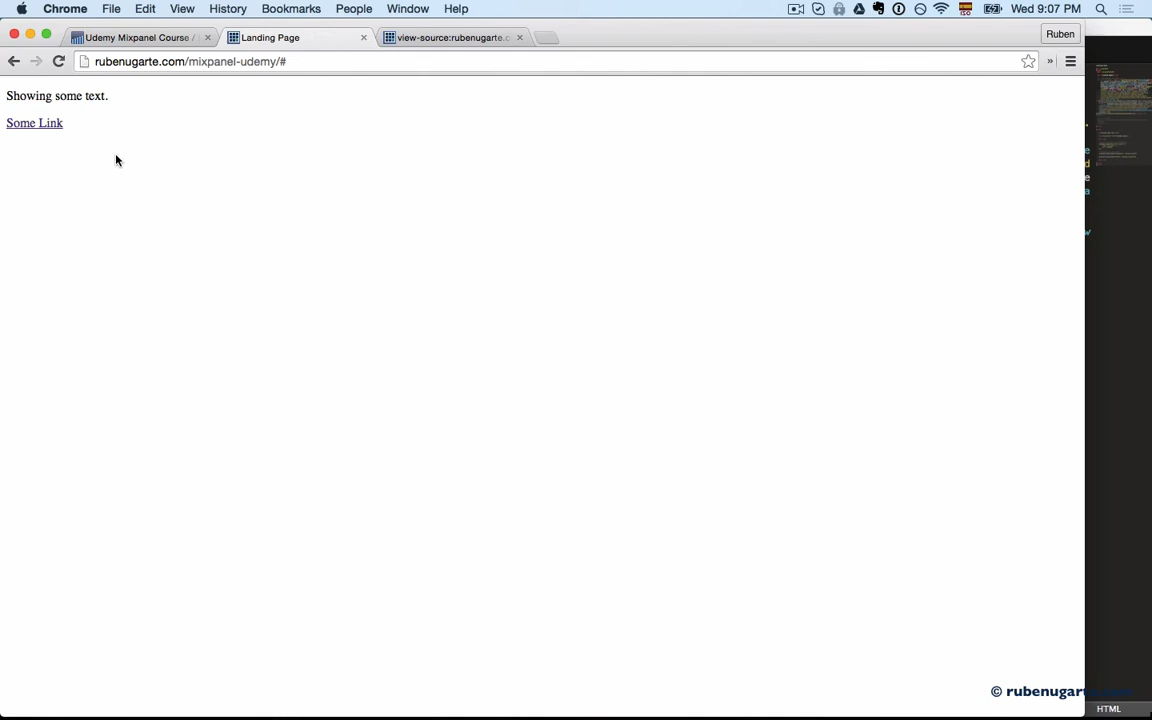 Chrome File Edit View History Bookmarks People Window Help Wed 9:07 PM
Udemy Mixpanel Course / Landing Page view-source:rubenugarte.c Ruben
rubenugarte.com/mixpanel-udemy/#
Showing some text.
Some Link
© rubenugarte.com
HTML